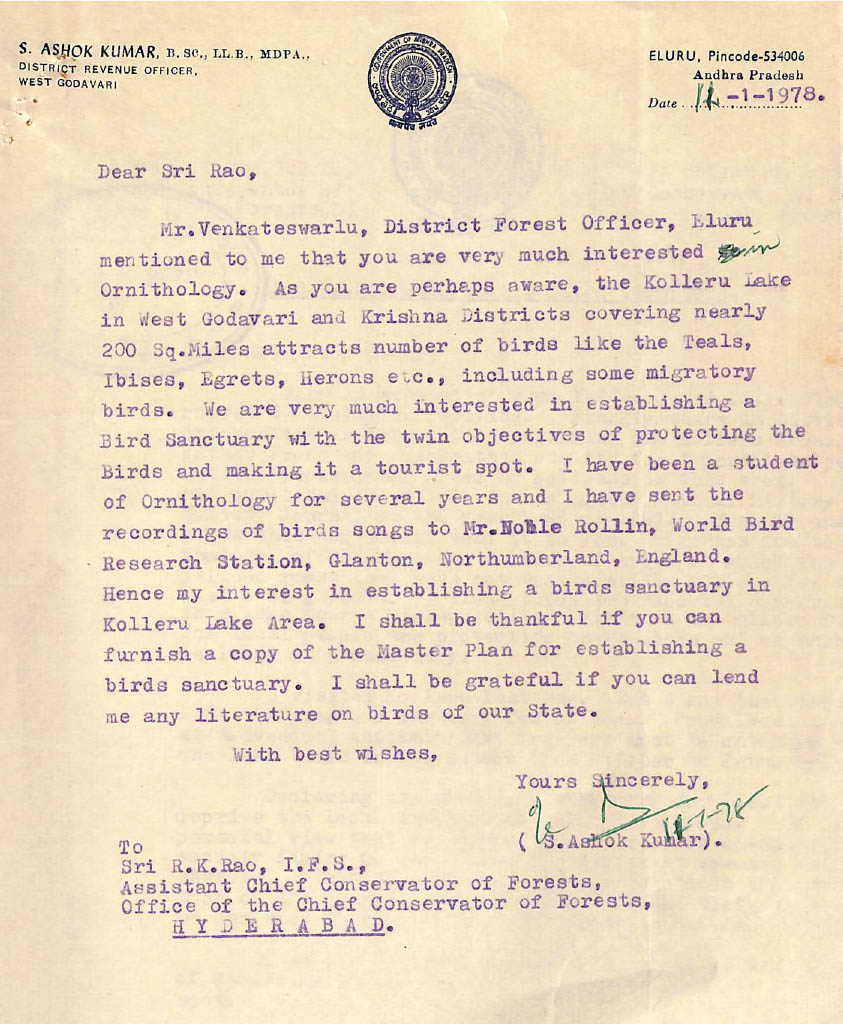 S. ASHOK KUMAR, B. SC., LL.B., MDPA.,
DISTRICT REVENUE OFFICER,
WEST GODAVARI
GOVERNMENT OF ANDHRA PRADESH
सत्यमेव जयते
ELURU, Pincode-534006
Andhra Pradesh
Date -1-1978.
Dear Sri Rao,
Mr.Venkateswarlu, District Forest Officer, Eluru
mentioned to me that you are very much interested in
Ornithology. As you are perhaps aware, the Kolleru Lake
in West Godavari and Krishna Districts covering nearly
200 Sq.Miles attracts number of birds like the Teals,
Ibises, Egrets, Herons etc., including some migratory
birds. We are very much interested in establishing a
Bird Sanctuary with the twin objectives of protecting the
Birds and making it a tourist spot. I have been a student
of Ornithology for several years and I have sent the
recordings of birds songs to Mr.Noble Rollin, World Bird
Research Station, Glanton, Northumberland, England.
Hence my interest in establishing a birds sanctuary in
Kolleru Lake Area. I shall be thankful if you can
furnish a copy of the Master Plan for establishing a
birds sanctuary. I shall be grateful if you can lend
me any literature on birds of our State.
With best wishes,
Yours Sincerely,
( S.Ashok Kumar).
To
Sri R.K.Rao, I.F.S.,
Assistant Chief Conservator of Forests,
Office of the Chief Conservator of Forests,
H Y D E R A B A D.